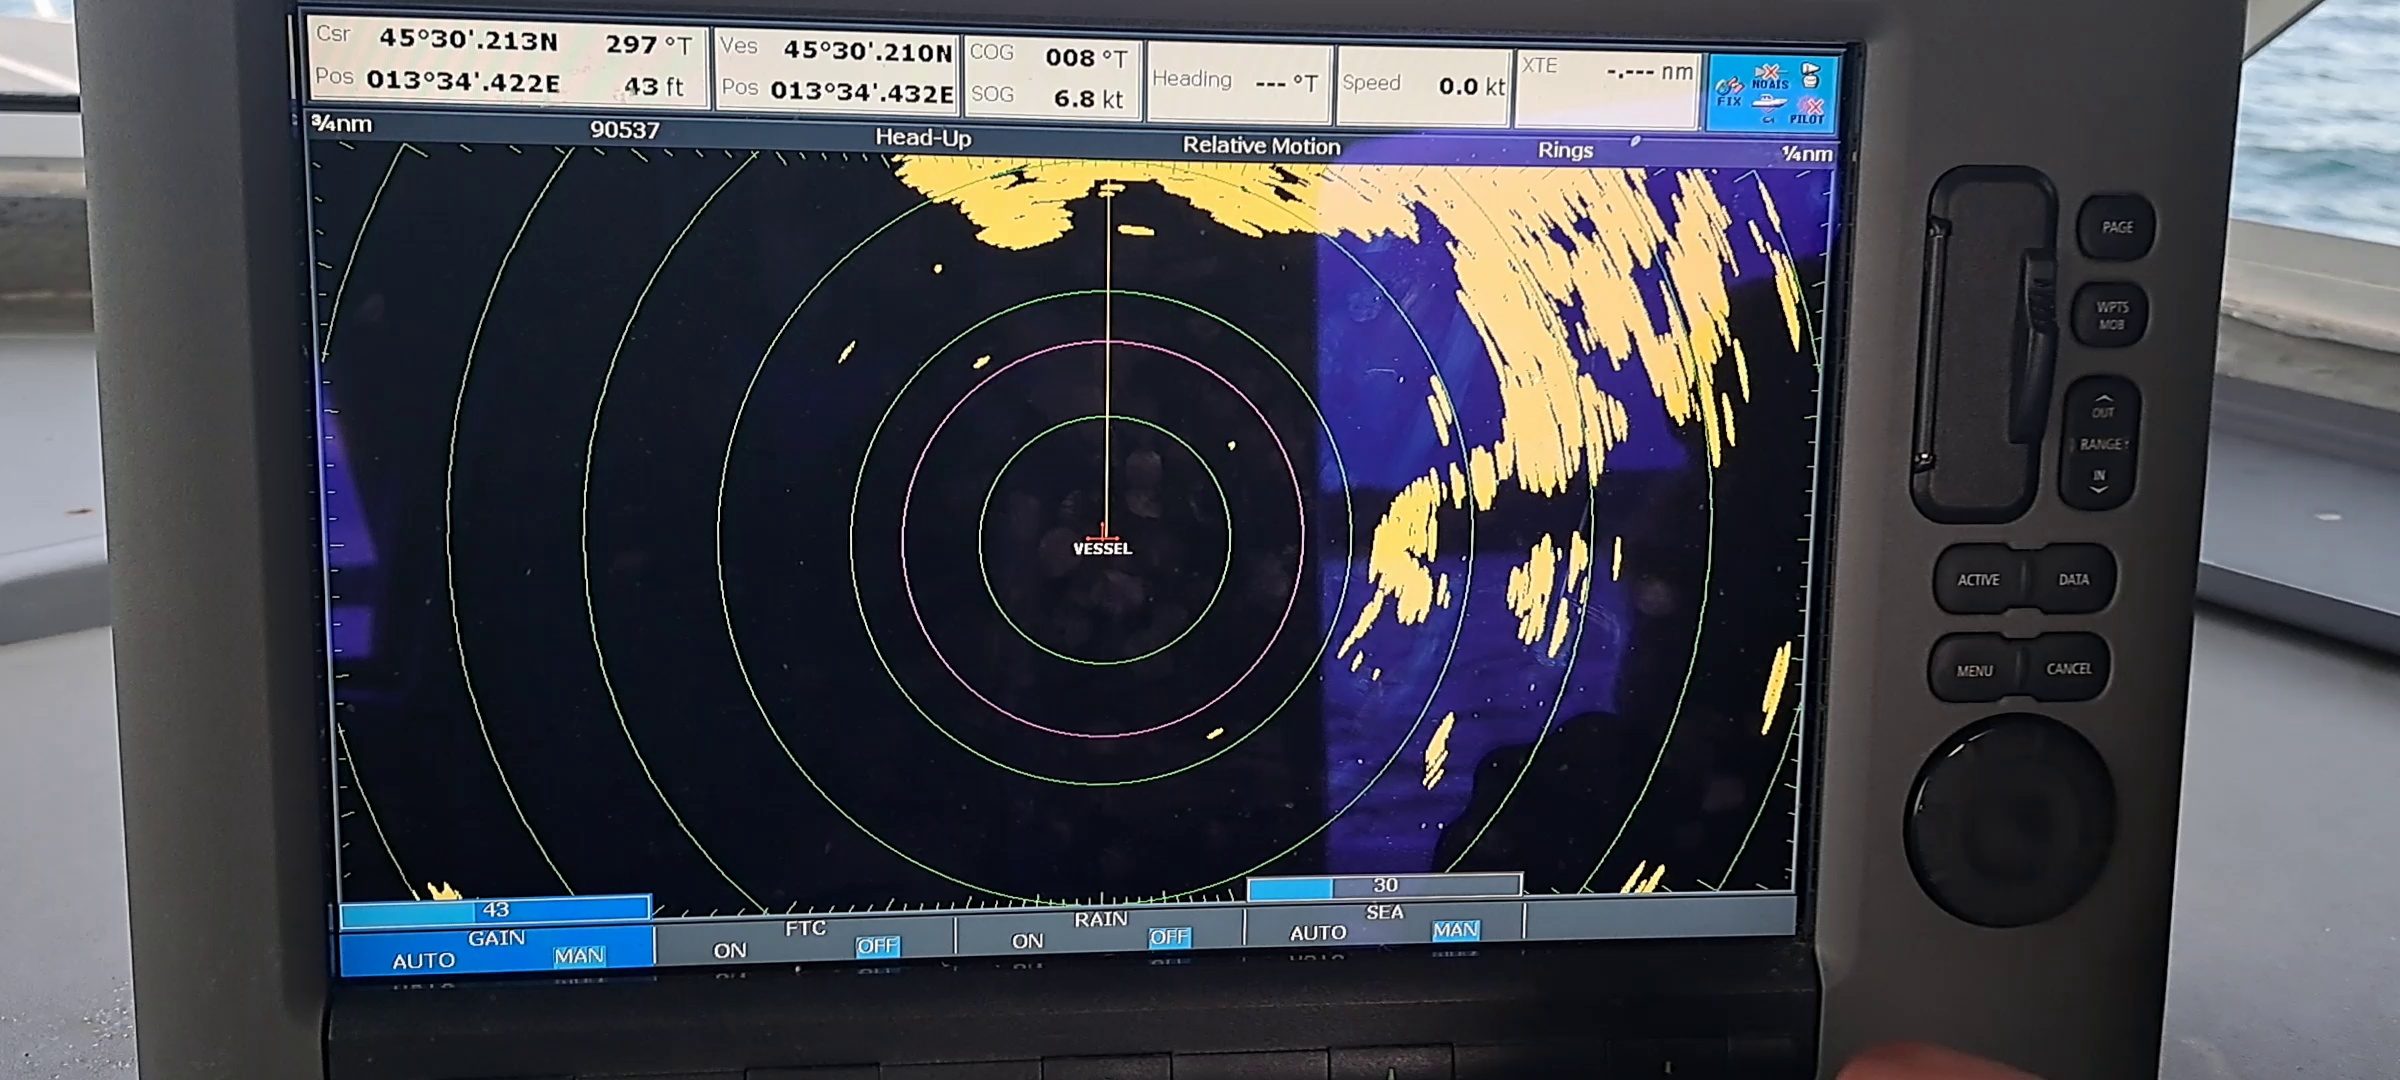 Csr 45°30'.213N 297 °T
Pos 013°34'.422E 43 ft
Ves 45°30'.210N
Pos 013°34'.432E
COG 008 °T
SOG 6.8 kt
Heading --- °T
Speed 0.0 kt
XTE -.--- nm
NOAIS
FIX
PILOT
¾nm 90537 Head-Up Relative Motion Rings ¼nm
VESSEL
43
GAIN
AUTO MAN
FTC
ON OFF
RAIN
ON OFF
30
SEA
AUTO MAN
PAGE
WPTS
MOB
OUT
RANGE
IN
ACTIVE DATA
MENU CANCEL